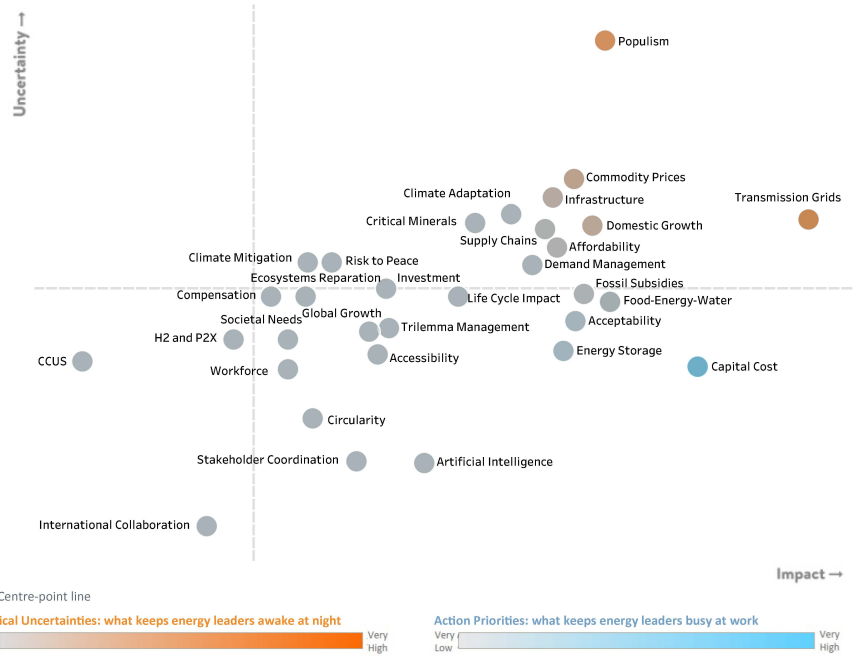 Uncertainty →
Populism
Commodity Prices
Climate Adaptation
Infrastructure
Transmission Grids
Critical Minerals
Domestic Growth
Supply Chains
Affordability
Climate Mitigation
Risk to Peace
Demand Management
Ecosystems Reparation
Investment
Fossil Subsidies
Compensation
Life Cycle Impact
Food-Energy-Water
Societal Needs
Global Growth
Acceptability
Trilemma Management
H2 and P2X
Energy Storage
CCUS
Accessibility
Capital Cost
Workforce
Circularity
Stakeholder Coordination
Artificial Intelligence
International Collaboration
Impact →
Centre-point line
ical Uncertainties: what keeps energy leaders awake at night
Very
High
Action Priorities: what keeps energy leaders busy at work
Very
Low
Very
High